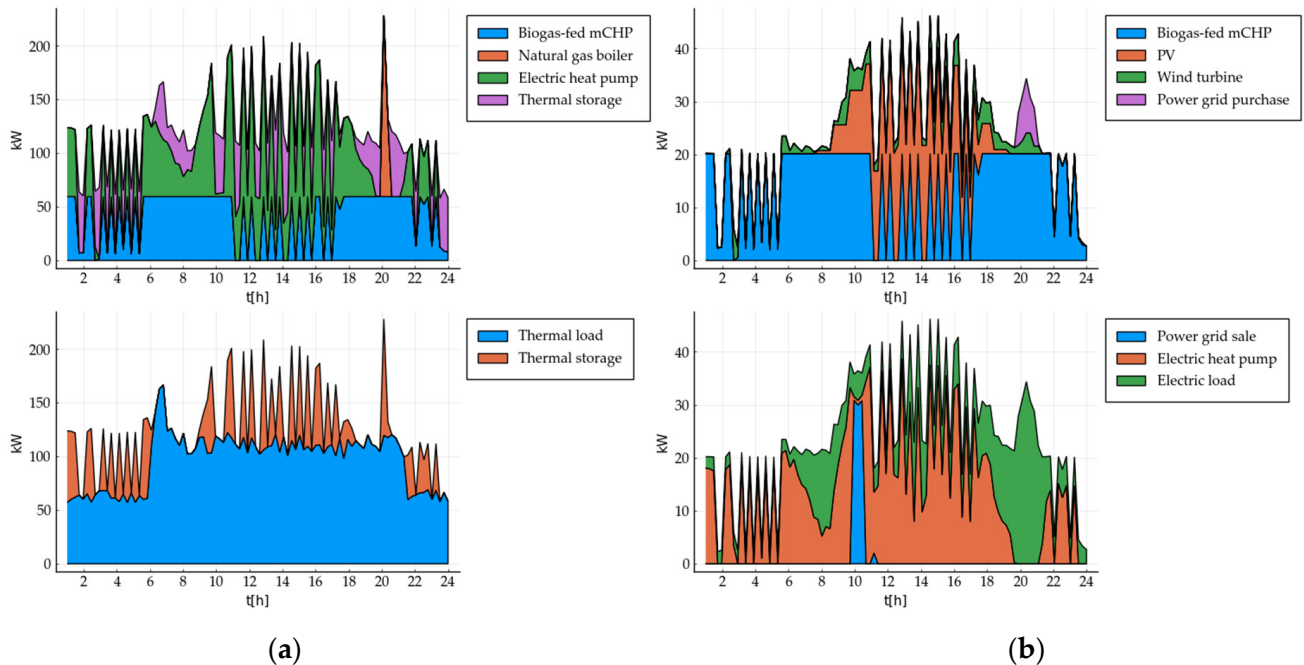 200
150
100
50
0
kW
2 4 6 8 10 12 14 16 18 20 22 24
t[h]
Biogas-fed mCHP
Natural gas boiler
Electric heat pump
Thermal storage
40
30
20
10
0
kW
2 4 6 8 10 12 14 16 18 20 22 24
t[h]
Biogas-fed mCHP
PV
Wind turbine
Power grid purchase
200
150
100
50
0
kW
2 4 6 8 10 12 14 16 18 20 22 24
t[h]
Thermal load
Thermal storage
40
30
20
10
0
kW
2 4 6 8 10 12 14 16 18 20 22 24
t[h]
Power grid sale
Electric heat pump
Electric load
(a)
(b)